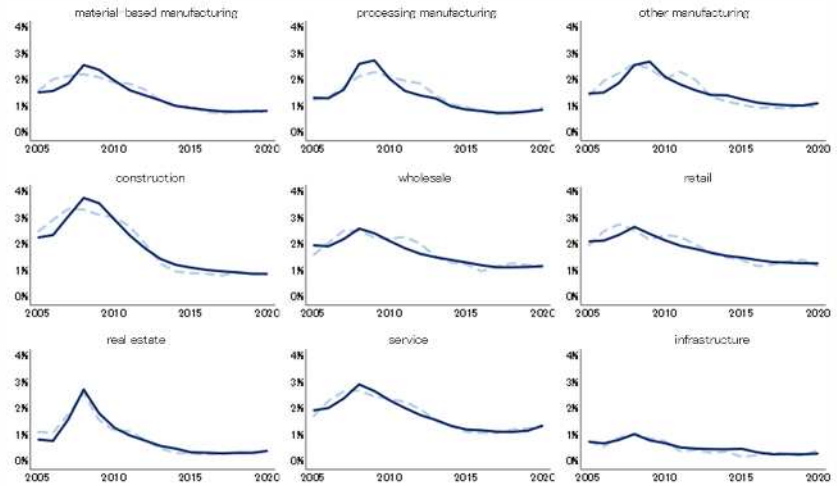 material-based manufacturing
processing manufacturing
other manufacturing
4% 4% 4%
3% 3% 3%
2% 2% 2%
1% 1% 1%
0% 0% 0%
2005 2010 2015 2020 2005 2010 2015 2020 2005 2010 2015 2020
construction
wholesale
retail
4% 4% 4%
3% 3% 3%
2% 2% 2%
1% 1% 1%
0% 0% 0%
2005 2010 2015 2020 2005 2010 2015 2020 2005 2010 2015 2020
real estate
service
infrastructure
4% 4% 4%
3% 3% 3%
2% 2% 2%
1% 1% 1%
0% 0% 0%
2005 2010 2015 2020 2005 2010 2015 2020 2005 2010 2015 2020